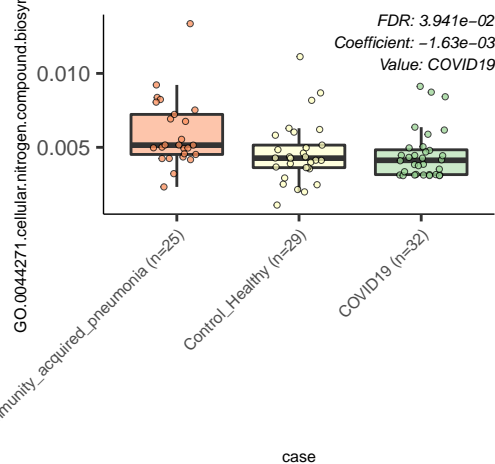 FDR: 3.941e−02
Coefficient: −1.63e−03
Value: COVID19
GO.0044271.cellular.nitrogen.compound.biosyn
0.010
0.005
munity_acquired_pneumonia (n=25)
Control_Healthy (n=29)
COVID19 (n=32)
case